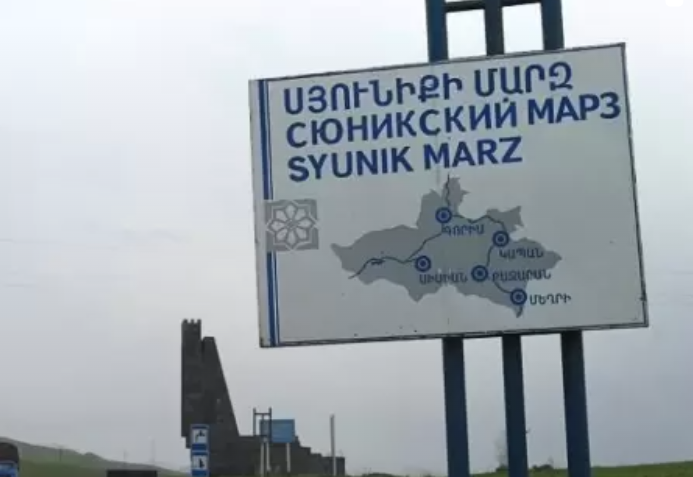 ՍՅՈՒՆԻՔԻ ՄԱՐԶ
СЮНИКСКИЙ МАРЗ
SYUNIK MARZ
ԳՈՐԻՍ
ԿԱՊԱՆ
ՍԻՍԻԱՆ
ՔԱՋԱՐԱՆ
ՄԵՂՐԻ